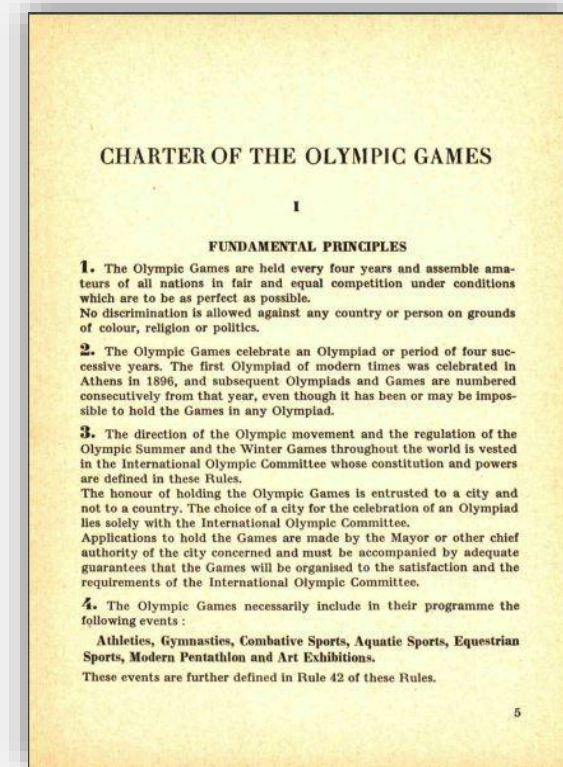 CHARTER OF THE OLYMPIC GAMES
I
FUNDAMENTAL PRINCIPLES
1. The Olympic Games are held every four years and assemble ama-
teurs of all nations in fair and equal competition under conditions
which are to be as perfect as possible.
No discrimination is allowed against any country or person on grounds
of colour, religion or politics.
2. The Olympic Games celebrate an Olympiad or period of four suc-
cessive years. The first Olympiad of modern times was celebrated in
Athens in 1896, and subsequent Olympiads and Games are numbered
consecutively from that year, even though it has been or may be impos-
sible to hold the Games in any Olympiad.
3. The direction of the Olympic movement and the regulation of the
Olympic Summer and the Winter Games throughout the world is vested
in the International Olympic Committee whose constitution and powers
are defined in these Rules.
The honour of holding the Olympic Games is entrusted to a city and
not to a country. The choice of a city for the celebration of an Olympiad
lies solely with the International Olympic Committee.
Applications to hold the Games are made by the Mayor or other chief
authority of the city concerned and must be accompanied by adequate
guarantees that the Games will be organised to the satisfaction and the
requirements of the International Olympic Committee.
4. The Olympic Games necessarily include in their programme the
following events :
Athletics, Gymnastics, Combative Sports, Aquatic Sports, Equestrian
Sports, Modern Pentathlon and Art Exhibitions.
These events are further defined in Rule 42 of these Rules.
5